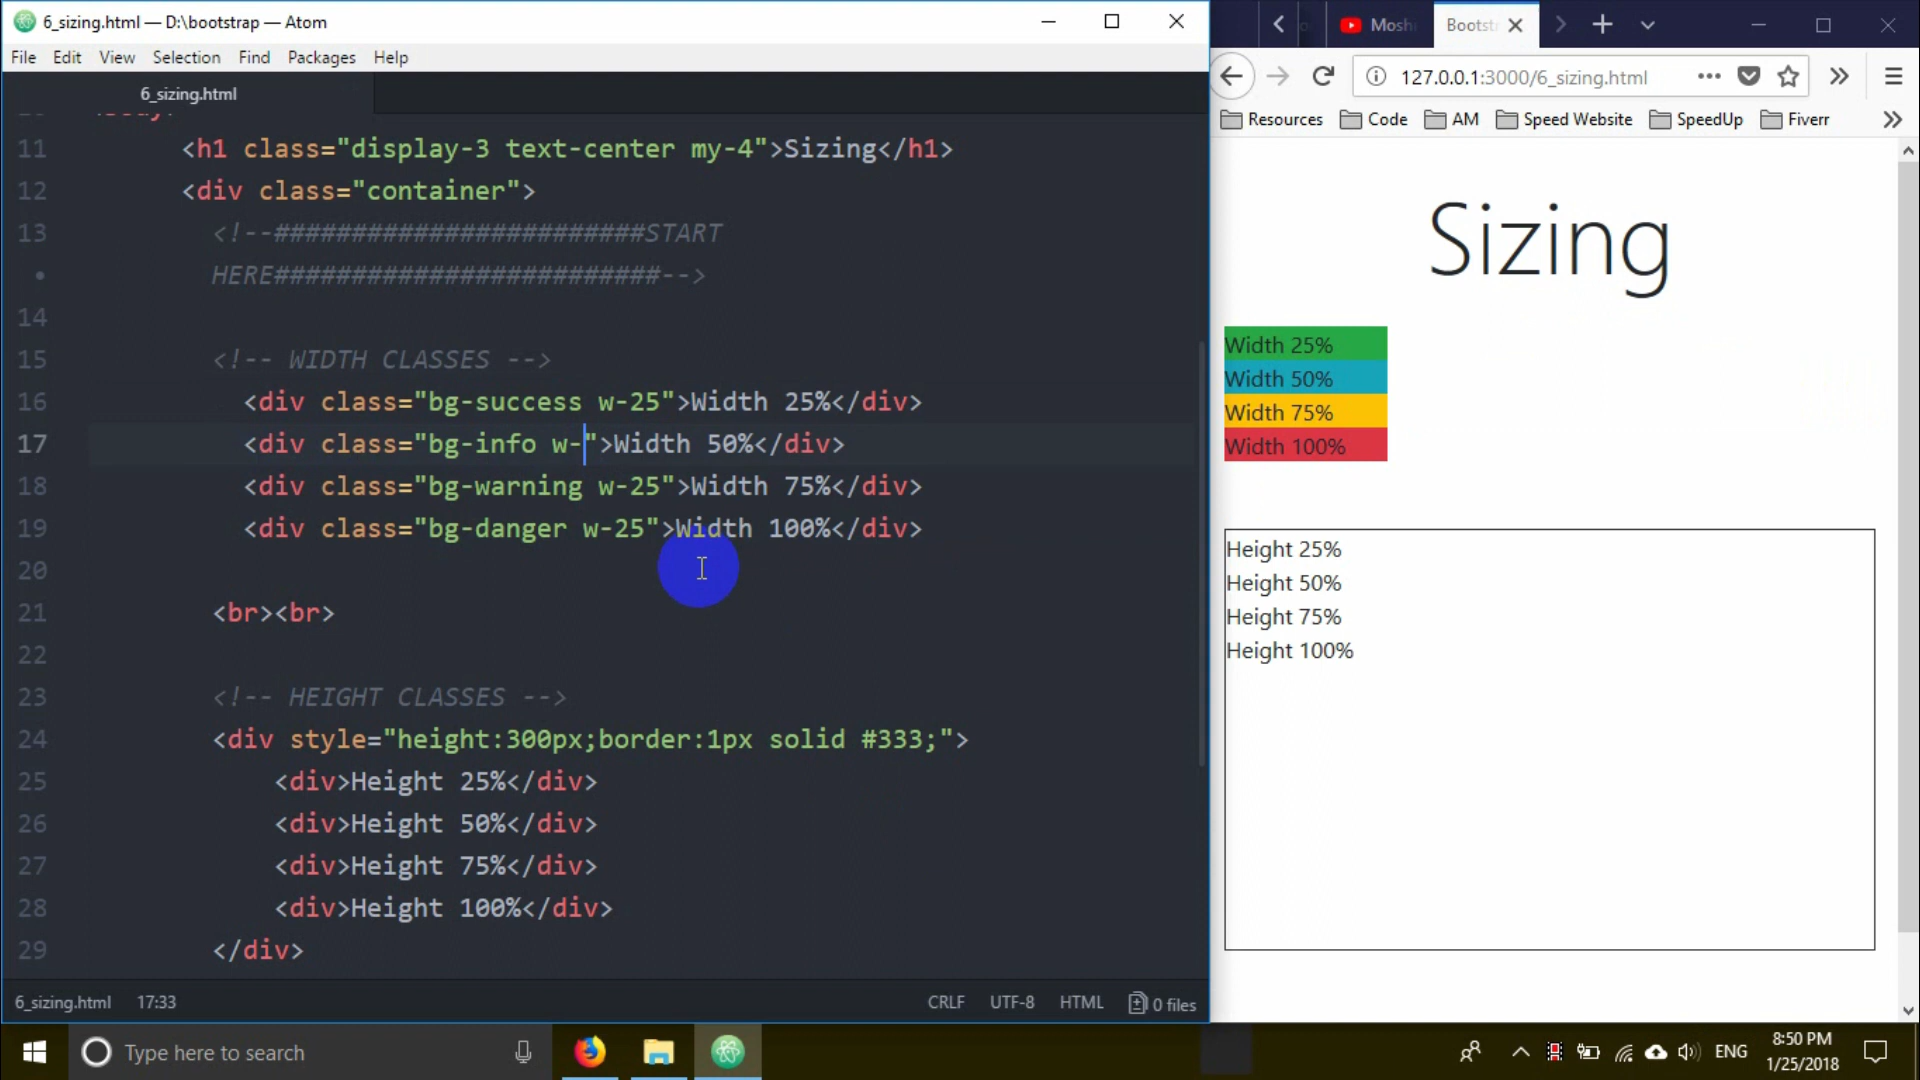 6_sizing.html — D:\bootstrap — Atom
File Edit View Selection Find Packages Help
6_sizing.html
11 <h1 class="display-3 text-center my-4">Sizing</h1>
12 <div class="container">
13 <!--########################START
• HERE#########################-->
14
15 <!-- WIDTH CLASSES -->
16 <div class="bg-success w-25">Width 25%</div>
17 <div class="bg-info w-">Width 50%</div>
18 <div class="bg-warning w-25">Width 75%</div>
19 <div class="bg-danger w-25">Width 100%</div>
20
21 <br><br>
22
23 <!-- HEIGHT CLASSES -->
24 <div style="height:300px;border:1px solid #333;">
25 <div>Height 25%</div>
26 <div>Height 50%</div>
27 <div>Height 75%</div>
28 <div>Height 100%</div>
29 </div>
6_sizing.html 17:33 CRLF UTF-8 HTML 0 files
Mosh Bootst
127.0.0.1:3000/6_sizing.html
Resources Code AM Speed Website SpeedUp Fiverr
Sizing
Width 25%
Width 50%
Width 75%
Width 100%
Height 25%
Height 50%
Height 75%
Height 100%
Type here to search
ENG
8:50 PM
1/25/2018